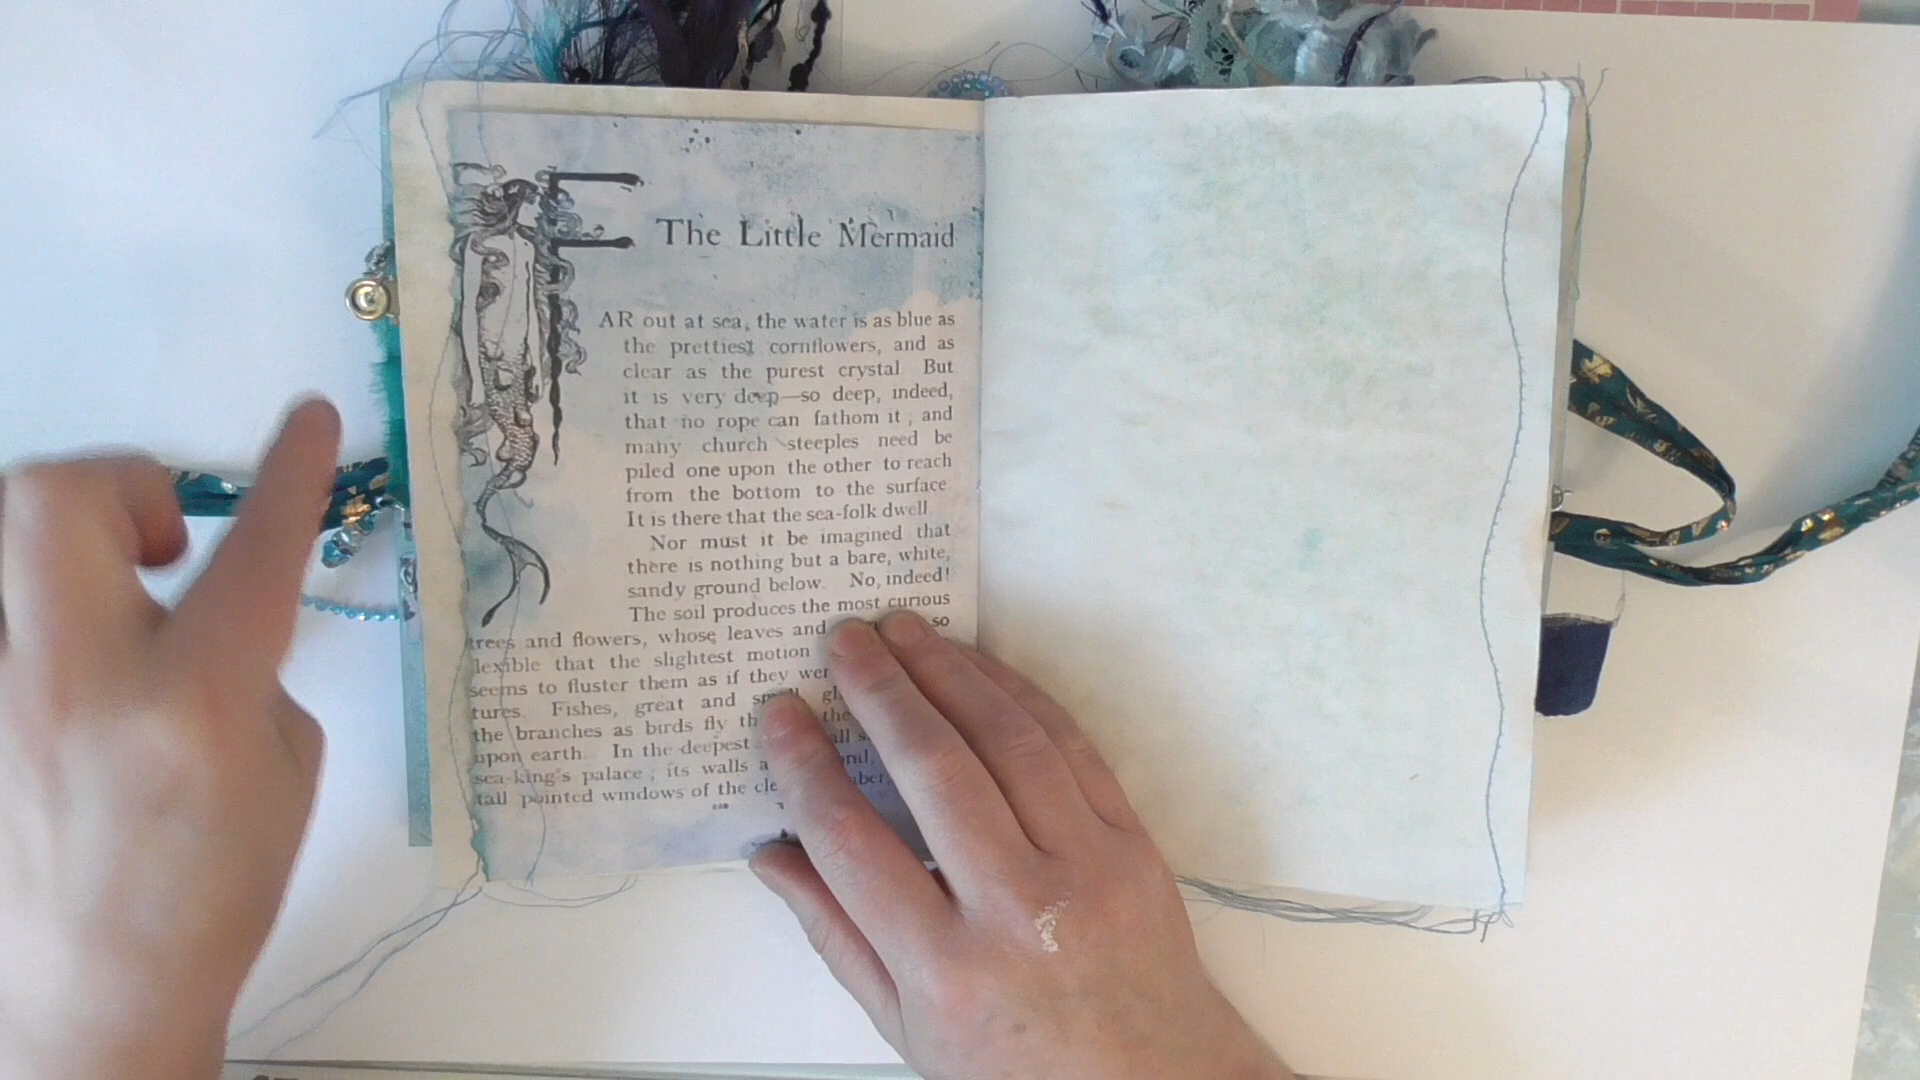 The Little Mermaid
FAR out at sea, the water is as blue as
the prettiest cornflowers, and as
clear as the purest crystal. But
it is very deep—so deep, indeed,
that no rope can fathom it, and
many church steeples need be
piled one upon the other to reach
from the bottom to the surface.
It is there that the sea-folk dwell.
Nor must it be imagined that
there is nothing but a bare, white,
sandy ground below. No, indeed!
The soil produces the most curious
trees and flowers, whose leaves and so
flexible that the slightest motion
seems to fluster them as if they
tures. Fishes, great and
the branches as birds fly the
upon earth. In the deepest
sea-king's palace; its walls
tall pointed windows of the